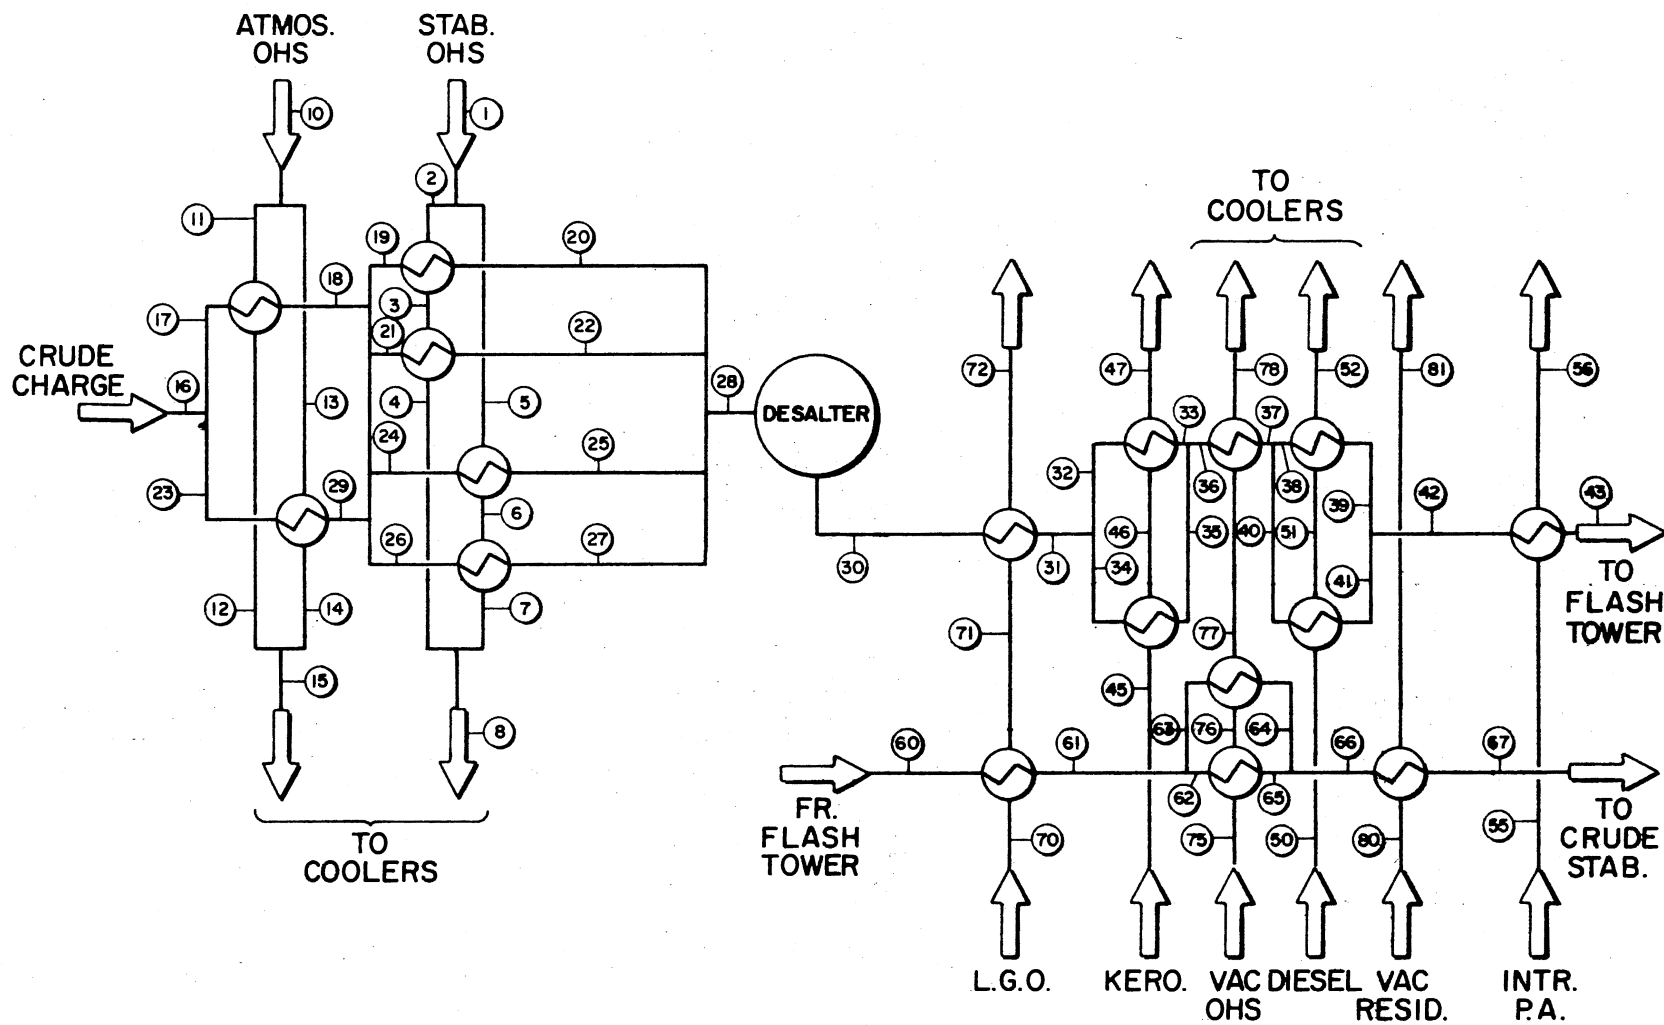 ATMOS.
OHS
STAB.
OHS
10
1
2
11
19
20
18
3
17
21
22
CRUDE
CHARGE
16
13
4
5
28
DESALTER
24
25
23
29
6
26
27
12
14
7
15
8
TO
COOLERS
TO
COOLERS
72
47
78
52
81
56
33
37
32
36
38
39
42
43
46
35
40
51
30
31
34
41
TO
FLASH
TOWER
71
77
45
63
76
64
60
61
66
67
62
65
FR.
FLASH
TOWER
70
75
50
80
55
TO
CRUDE
STAB.
L.G.O.
KERO.
VAC
OHS
DIESEL
VAC
RESID.
INTR.
P.A.